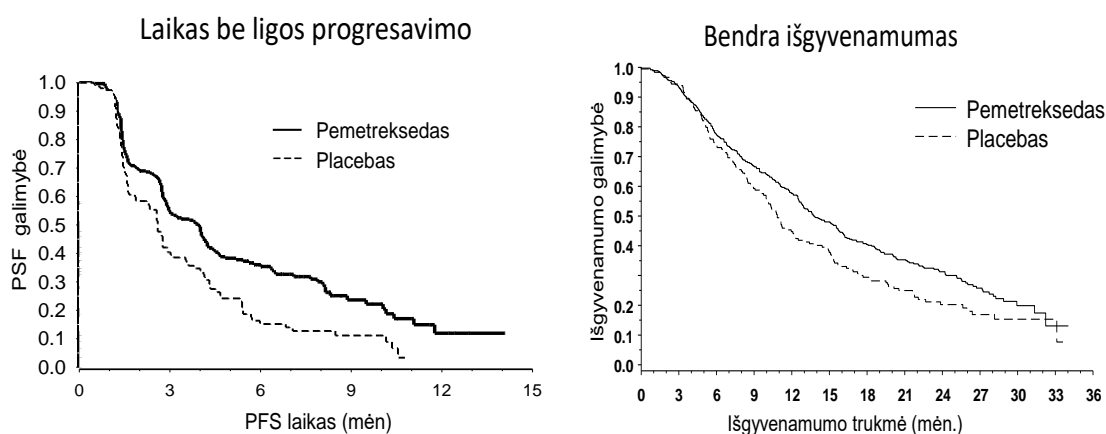 Laikas be ligos progresavimo
1.0
0.9
0.8
0.7
0.6
0.5
0.4
0.3
0.2
0.1
0.0
PSF galimybė
Pemetreksedas
Placebas
0 3 6 9 12 15
PFS laikas (mėn)
Bendra išgyvenamumas
1.0
0.9
0.8
0.7
0.6
0.5
0.4
0.3
0.2
0.1
0.0
Išgyvenamumo galimybė
Pemetreksedas
Placebas
0 3 6 9 12 15 18 21 24 27 30 33 36
Išgyvenamumo trukmė (mėn.)